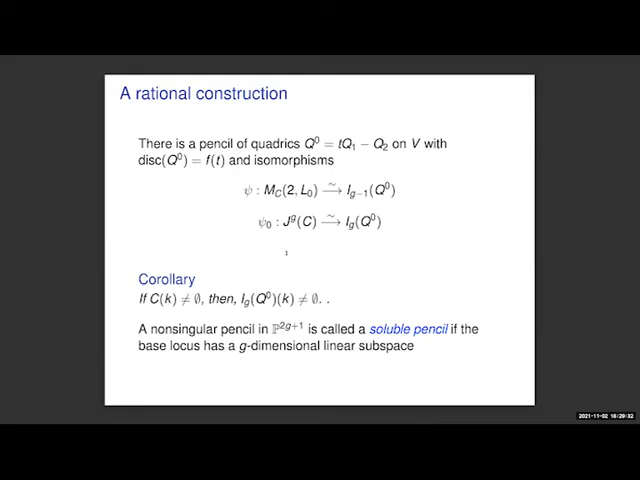 A rational construction
There is a pencil of quadrics Q⁰ = tQ₁ − Q₂ on V with
disc(Q⁰) = f(t) and isomorphisms
ψ : M_C(2, L₀) ⟶̃ I_{g−1}(Q⁰)
ψ₀ : J^g(C) ⟶̃ I_g(Q⁰)
Corollary
If C(k) ≠ ∅, then, I_g(Q⁰)(k) ≠ ∅. .
A nonsingular pencil in ℙ^{2g+1} is called a soluble pencil if the
base locus has a g-dimensional linear subspace
2021-11-02 18:29:32